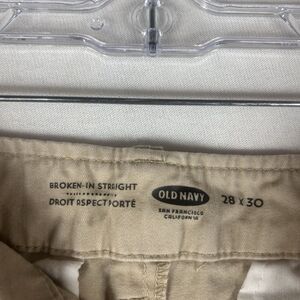 BROKEN-IN STRAIGHT
DROIT ASPECT PORTÉ
OLD NAVY
SAN FRANCISCO
CALIFORNIA
28 X 30